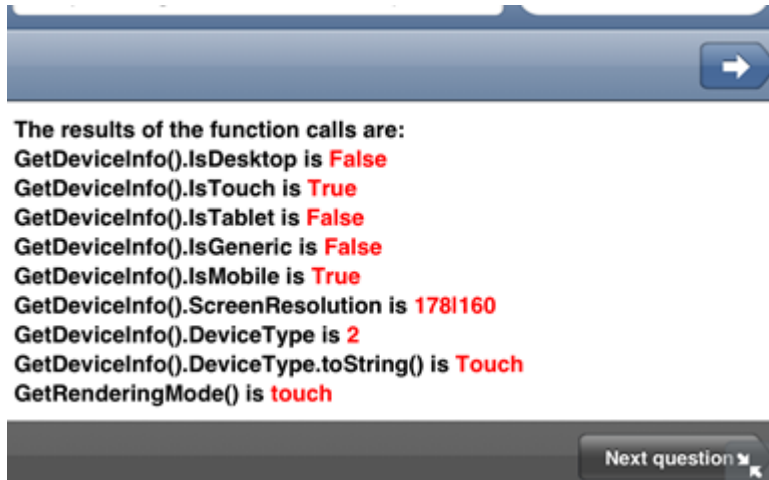 The results of the function calls are:
GetDeviceInfo().IsDesktop is False
GetDeviceInfo().IsTouch is True
GetDeviceInfo().IsTablet is False
GetDeviceInfo().IsGeneric is False
GetDeviceInfo().IsMobile is True
GetDeviceInfo().ScreenResolution is 178|160
GetDeviceInfo().DeviceType is 2
GetDeviceInfo().DeviceType.toString() is Touch
GetRenderingMode() is touch
Next question